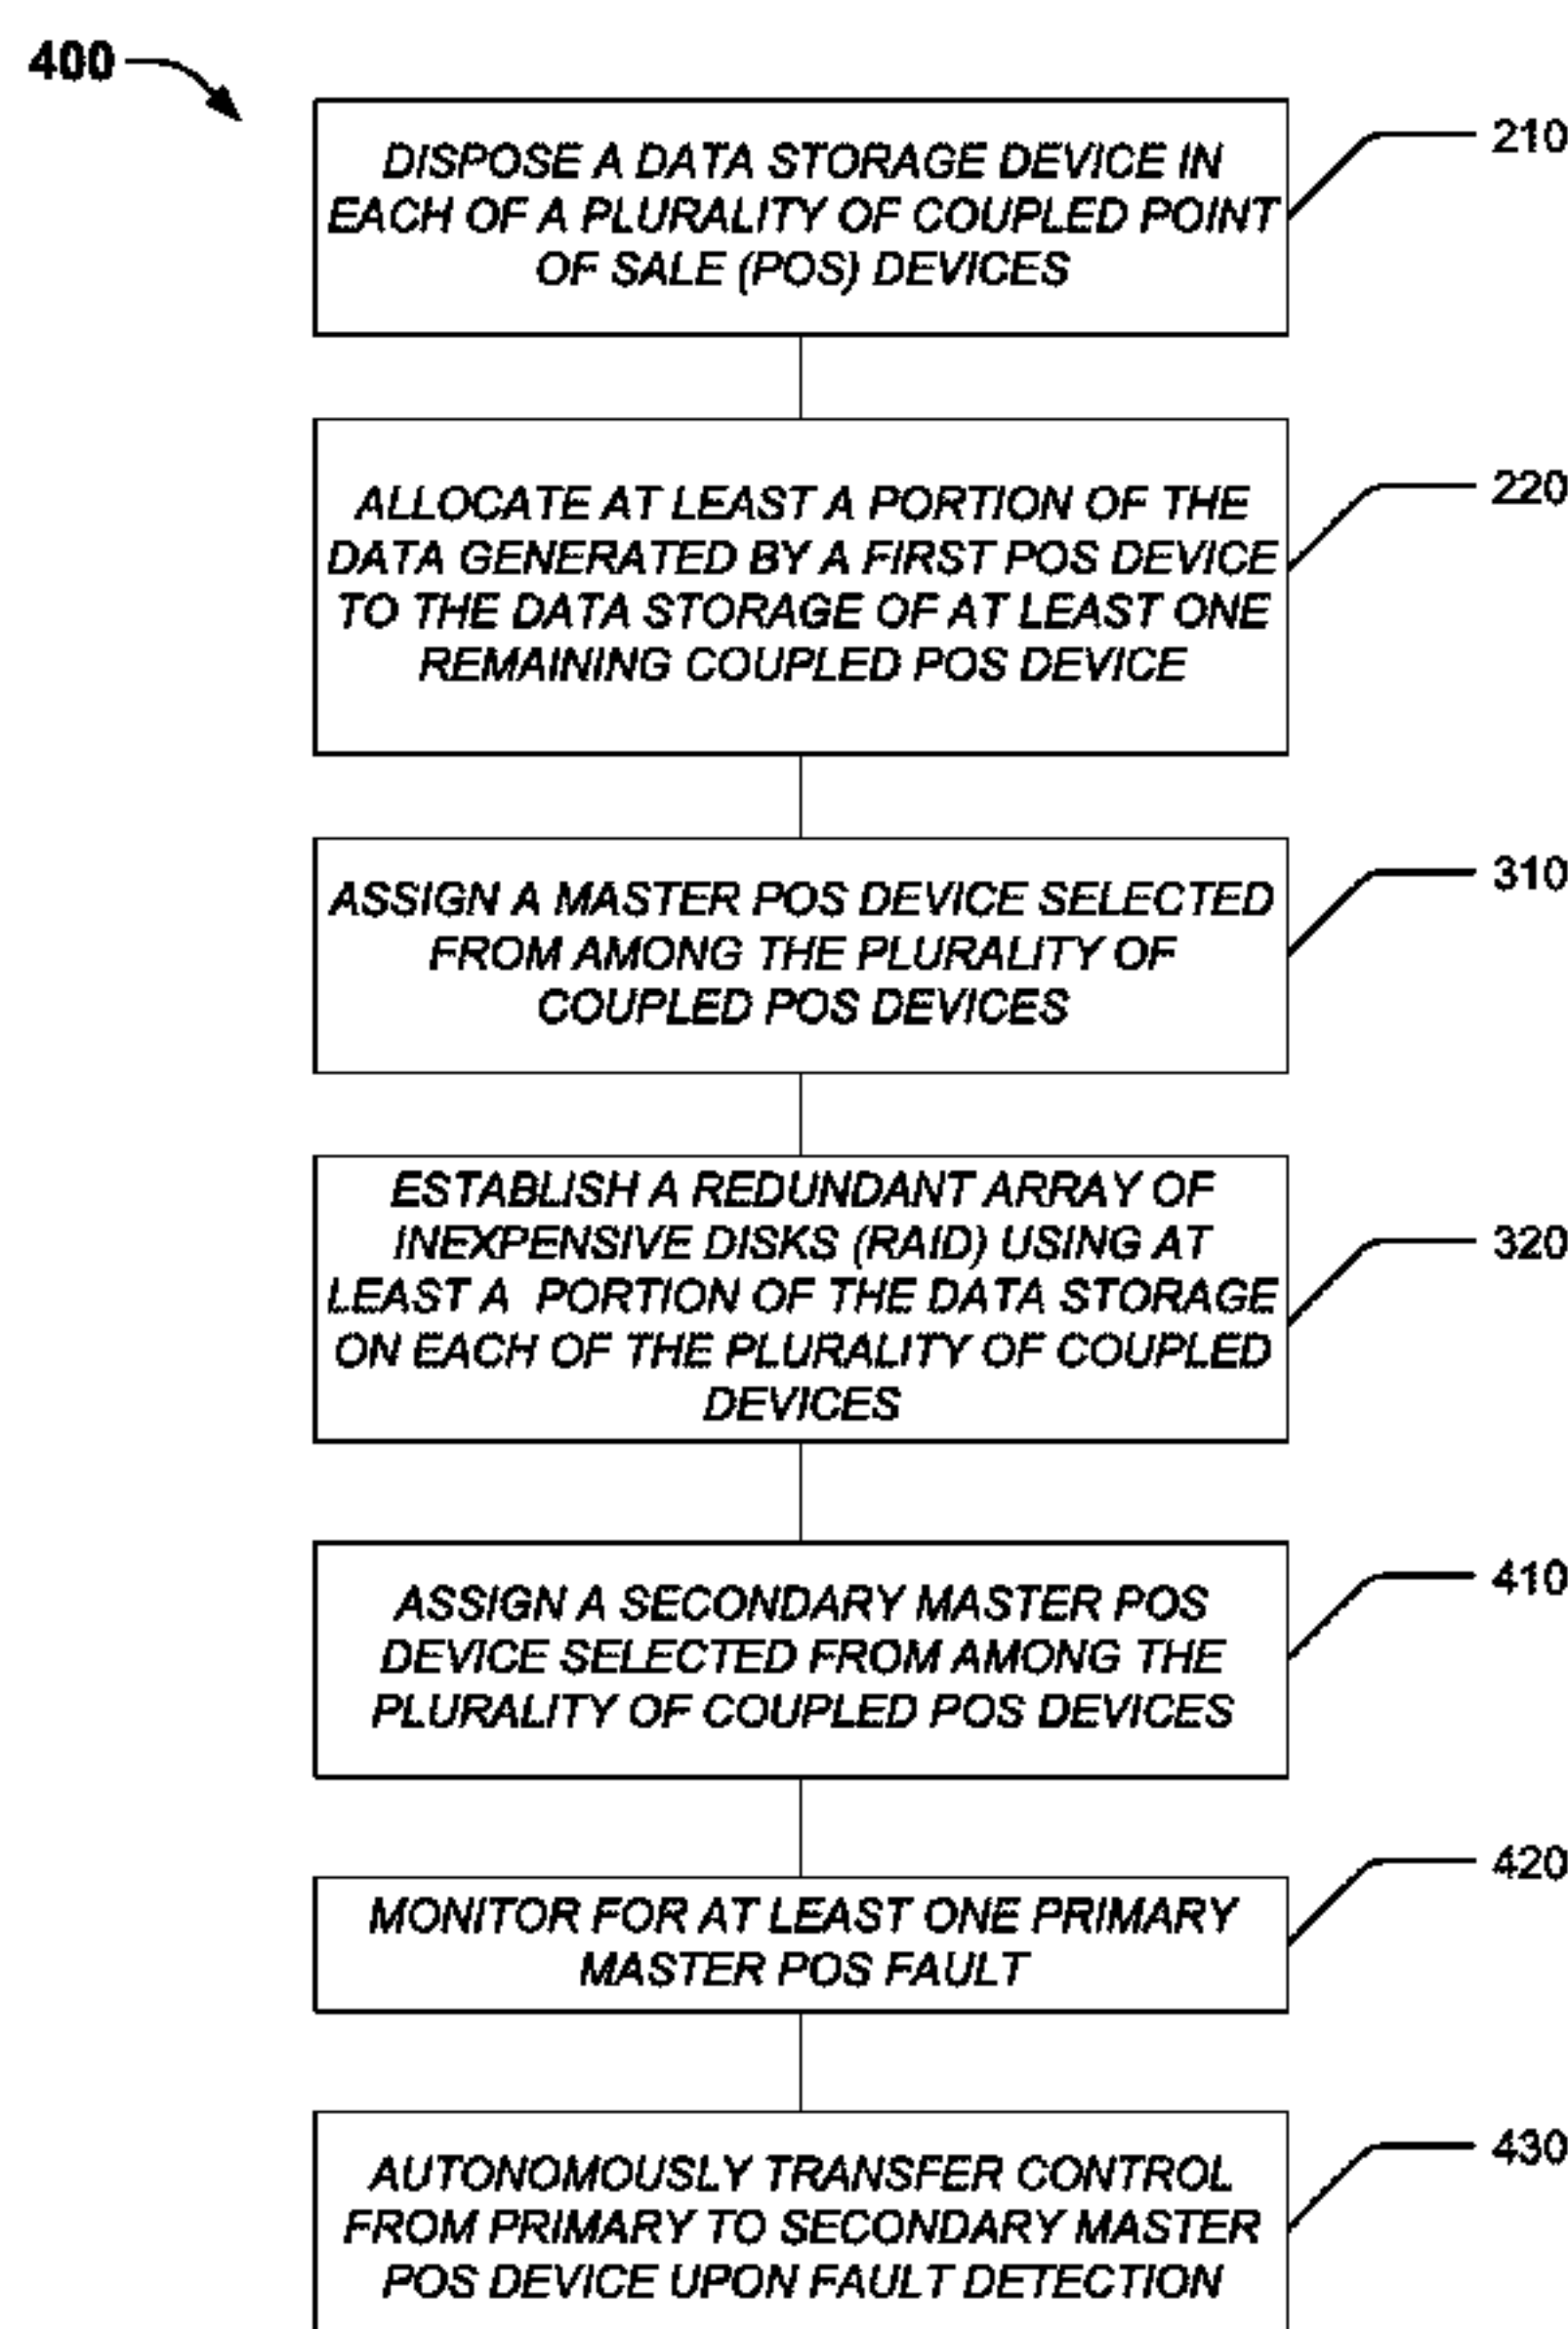 400
DISPOSE A DATA STORAGE DEVICE IN
EACH OF A PLURALITY OF COUPLED POINT
OF SALE (POS) DEVICES
210
ALLOCATE AT LEAST A PORTION OF THE
DATA GENERATED BY A FIRST POS DEVICE
TO THE DATA STORAGE OF AT LEAST ONE
REMAINING COUPLED POS DEVICE
220
ASSIGN A MASTER POS DEVICE SELECTED
FROM AMONG THE PLURALITY OF
COUPLED POS DEVICES
310
ESTABLISH A REDUNDANT ARRAY OF
INEXPENSIVE DISKS (RAID) USING AT
LEAST A PORTION OF THE DATA STORAGE
ON EACH OF THE PLURALITY OF COUPLED
DEVICES
320
ASSIGN A SECONDARY MASTER POS
DEVICE SELECTED FROM AMONG THE
PLURALITY OF COUPLED POS DEVICES
410
MONITOR FOR AT LEAST ONE PRIMARY
MASTER POS FAULT
420
AUTONOMOUSLY TRANSFER CONTROL
FROM PRIMARY TO SECONDARY MASTER
POS DEVICE UPON FAULT DETECTION
430